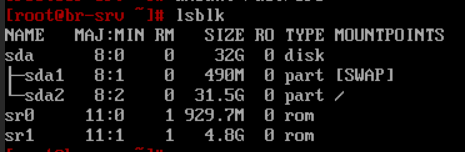 [root@br-srv ~]# lsblk
NAME MAJ:MIN RM SIZE RO TYPE MOUNTPOINTS
sda 8:0 0 32G 0 disk
├─sda1 8:1 0 490M 0 part [SWAP]
└─sda2 8:2 0 31.5G 0 part /
sr0 11:0 1 929.7M 0 rom
sr1 11:1 1 4.8G 0 rom